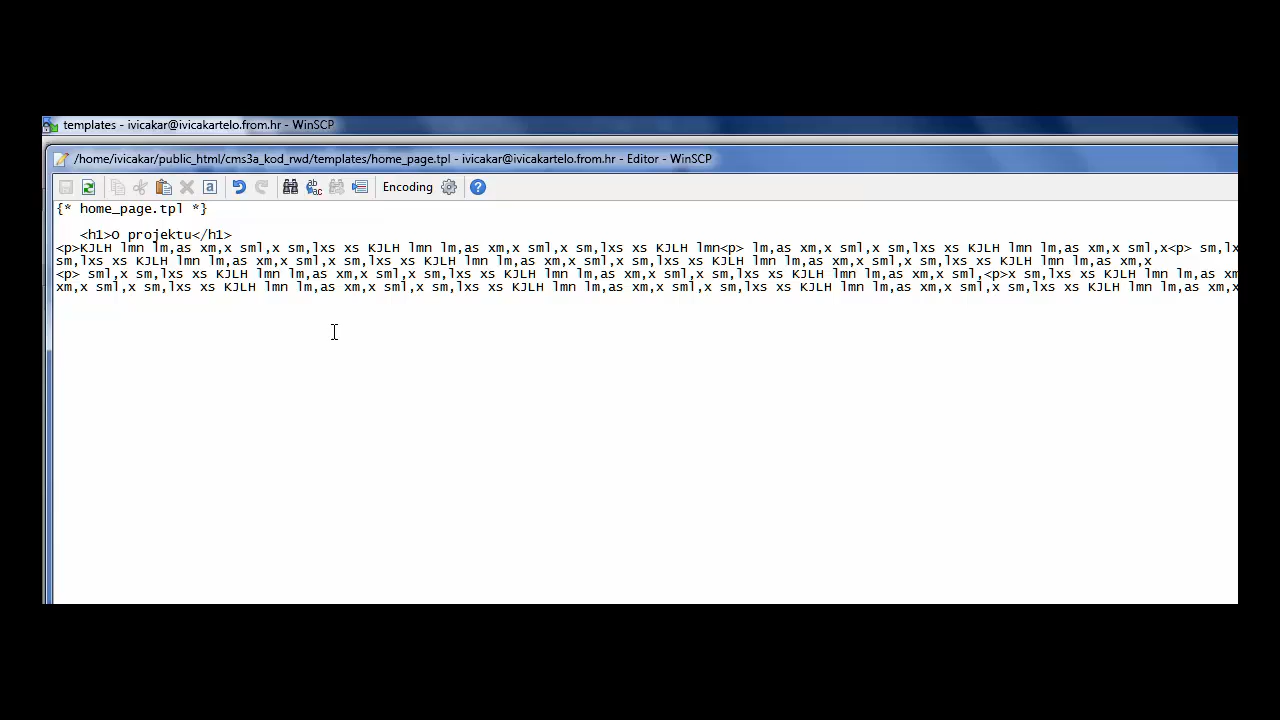 templates - ivicakar@ivicakartelo.from.hr - WinSCP
/home/ivicakar/public_html/cms3a_kod_rwd/templates/home_page.tpl - ivicakar@ivicakartelo.from.hr - Editor - WinSCP
Encoding
{* home_page.tpl *}
<h1>O projektu</h1>
<p>KJLH lmn lm,as xm,x sml,x sm,lxs xs KJLH lmn lm,as xm,x sml,x sm,lxs xs KJLH lmn<p> lm,as xm,x sml,x sm,lxs xs KJLH lmn lm,as xm,x sml,x<p> sm,lx
sm,lxs xs KJLH lmn lm,as xm,x sml,x sm,lxs xs KJLH lmn lm,as xm,x sml,x sm,lxs xs KJLH lmn lm,as xm,x sml,x sm,lxs xs KJLH lmn lm,as xm,x
<p> sml,x sm,lxs xs KJLH lmn lm,as xm,x sml,x sm,lxs xs KJLH lmn lm,as xm,x sml,x sm,lxs xs KJLH lmn lm,as xm,x sml,<p>x sm,lxs xs KJLH lmn lm,as xm
xm,x sml,x sm,lxs xs KJLH lmn lm,as xm,x sml,x sm,lxs xs KJLH lmn lm,as xm,x sml,x sm,lxs xs KJLH lmn lm,as xm,x sml,x sm,lxs xs KJLH lmn lm,as xm,x